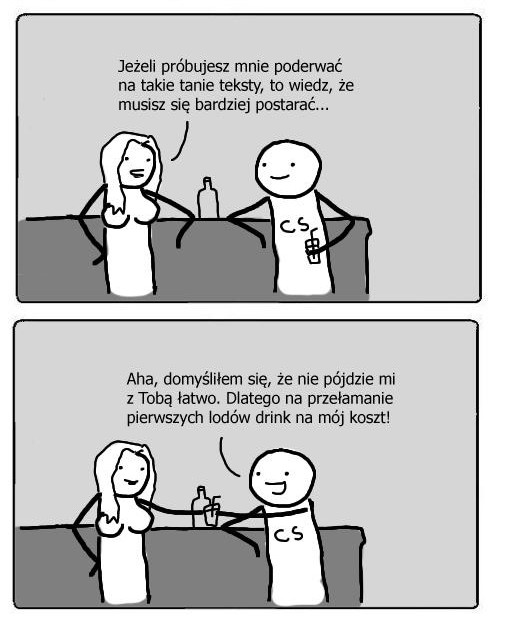 Jeżeli próbujesz mnie poderwać
na takie tanie teksty, to wiedz, że
musisz się bardziej postarać...
CS
Aha, domyśliłem się, że nie pójdzie mi
z Tobą łatwo. Dlatego na przełamanie
pierwszych lodów drink na mój koszt!
CS